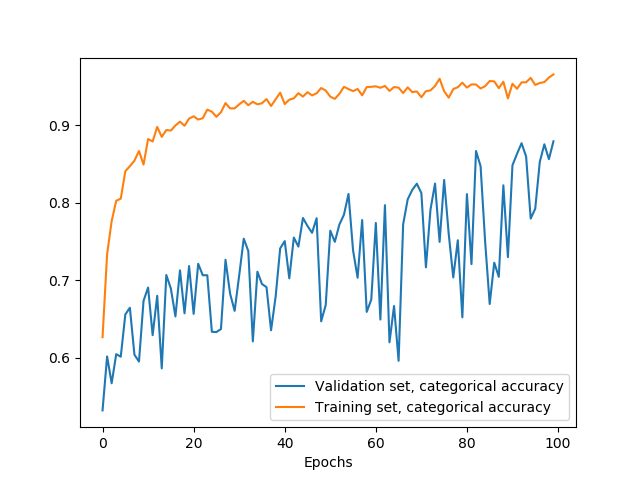 0.9
0.8
0.7
0.6
Validation set, categorical accuracy
Training set, categorical accuracy
0 20 40 60 80 100
Epochs